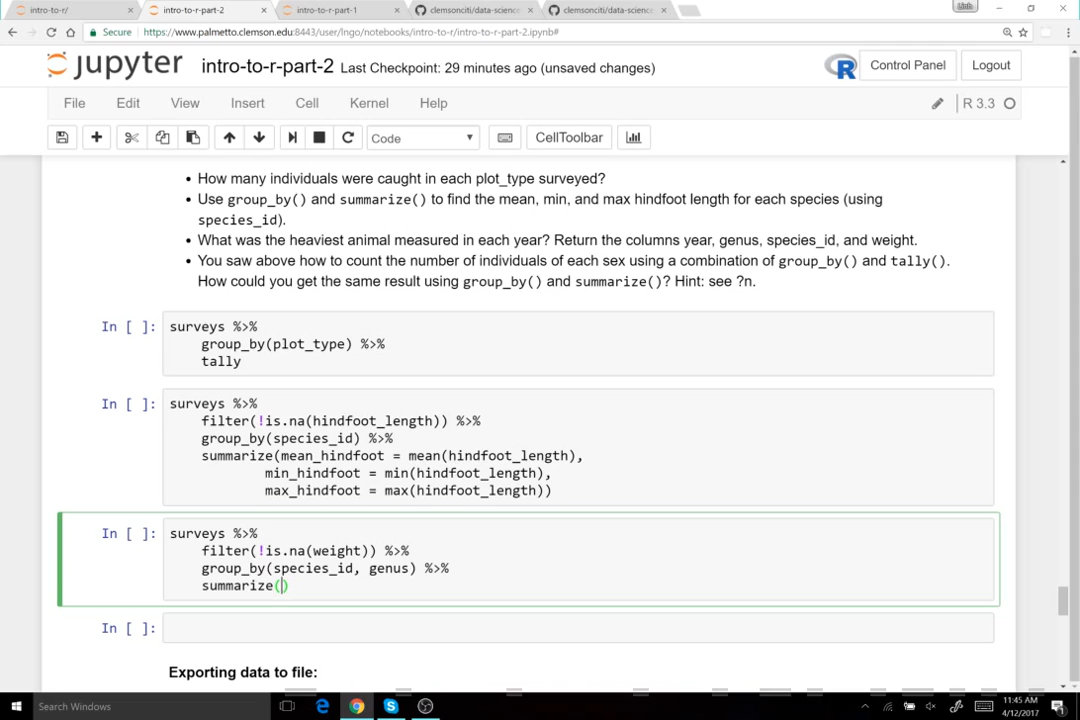 intro-to-r/
intro-to-r-part-2
intro-to-r-part-1
clemsonciti/data-science
clemsonciti/data-science
Linh
Secure https://www.palmetto.clemson.edu:8443/user/lngo/notebooks/intro-to-r/intro-to-r-part-2.ipynb#
jupyter intro-to-r-part-2 Last Checkpoint: 29 minutes ago (unsaved changes) R Control Panel Logout
File Edit View Insert Cell Kernel Help R 3.3
Code CellToolbar
• How many individuals were caught in each plot_type surveyed?
• Use group_by() and summarize() to find the mean, min, and max hindfoot length for each species (using
species_id).
• What was the heaviest animal measured in each year? Return the columns year, genus, species_id, and weight.
• You saw above how to count the number of individuals of each sex using a combination of group_by() and tally().
How could you get the same result using group_by() and summarize()? Hint: see ?n.
In [ ]: surveys %>%
group_by(plot_type) %>%
tally
In [ ]: surveys %>%
filter(!is.na(hindfoot_length)) %>%
group_by(species_id) %>%
summarize(mean_hindfoot = mean(hindfoot_length),
min_hindfoot = min(hindfoot_length),
max_hindfoot = max(hindfoot_length))
In [ ]: surveys %>%
filter(!is.na(weight)) %>%
group_by(species_id, genus) %>%
summarize()
In [ ]:
Exporting data to file:
Search Windows
11:45 AM
4/12/2017